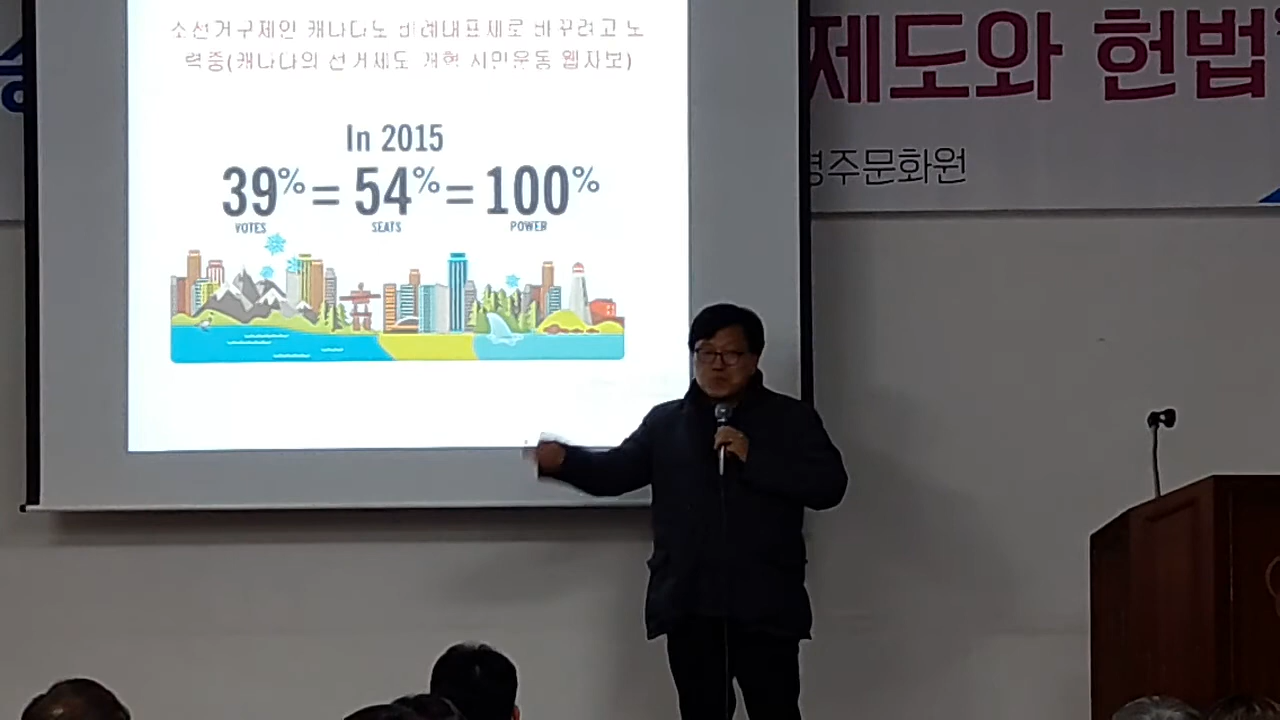 소선거구제인 캐나다도 비례대표제로 바꾸려고 노
력중(캐나다의 선거제도 개혁 시민운동 웹자보)
In 2015
39% = 54% = 100%
VOTES SEATS POWER
제도와 헌법
주문화원